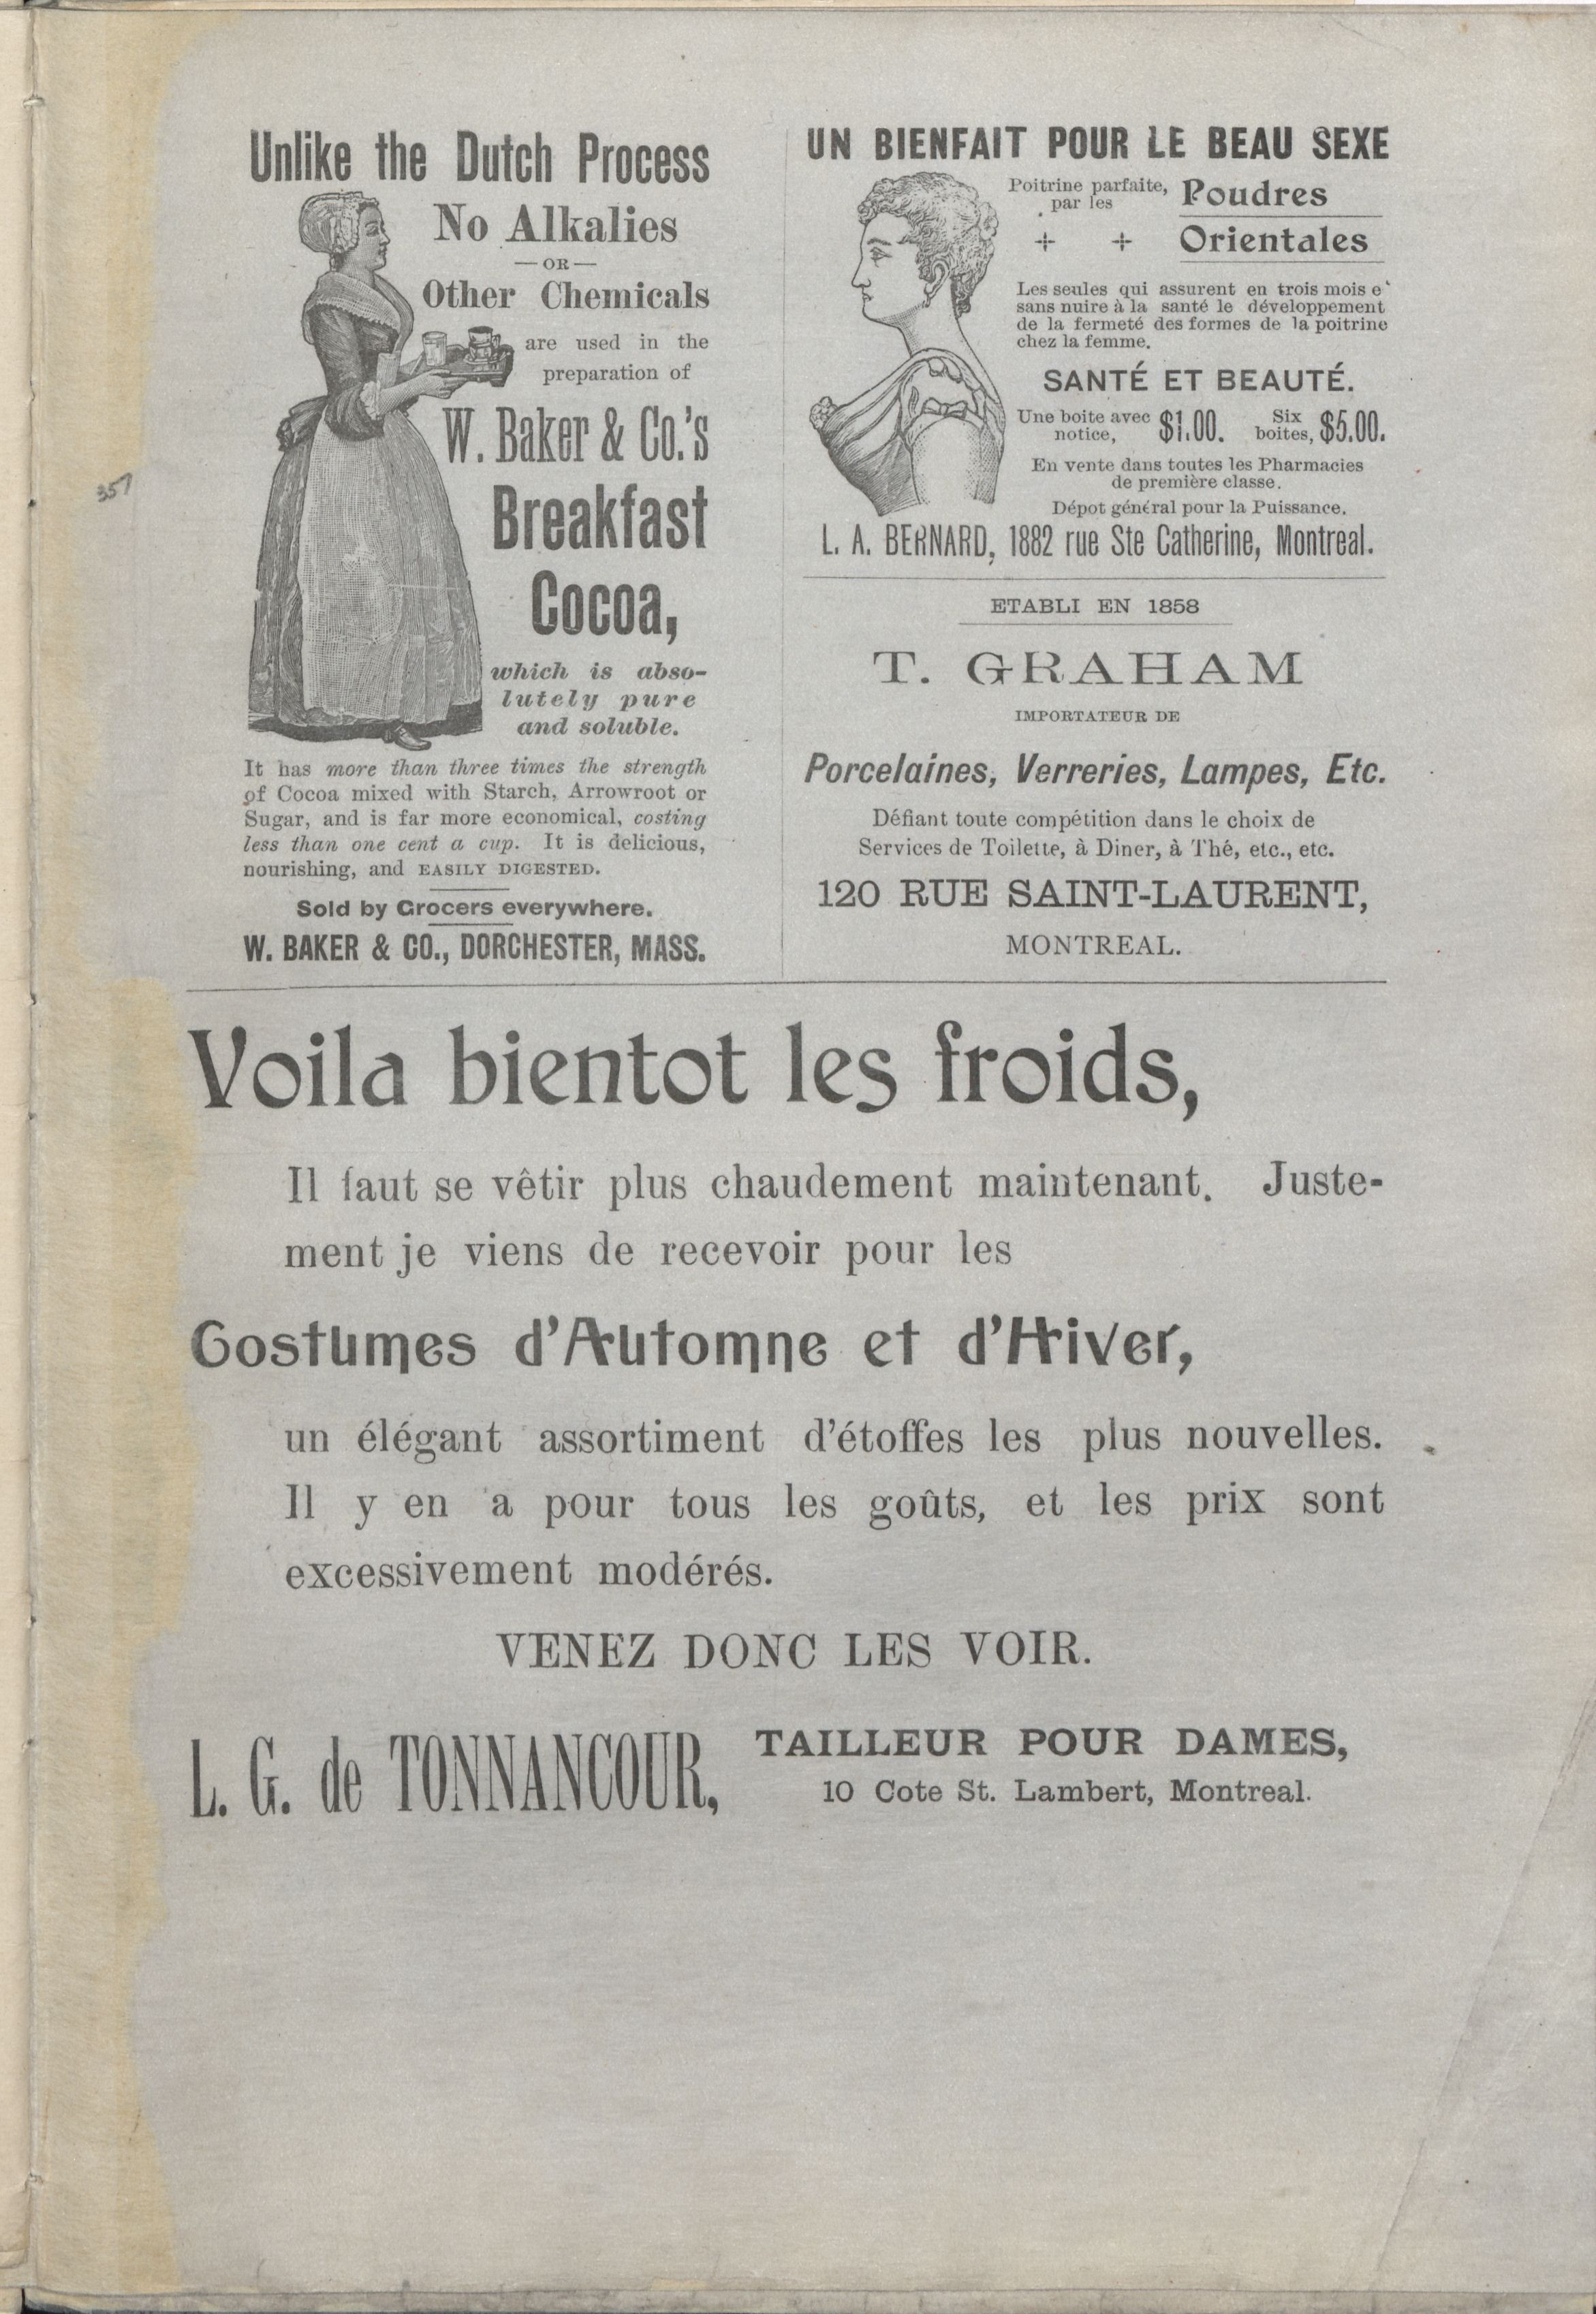 357
Unlike the Dutch Process
No Alkalies
— OR —
Other Chemicals
are used in the
preparation of
W. Baker & Co.'s
Breakfast
Cocoa,
which is abso-
lutely pure
and soluble.
It has more than three times the strength
of Cocoa mixed with Starch, Arrowroot or
Sugar, and is far more economical, costing
less than one cent a cup. It is delicious,
nourishing, and EASILY DIGESTED.
Sold by Grocers everywhere.
W. BAKER & CO., DORCHESTER, MASS.
UN BIENFAIT POUR LE BEAU SEXE
Poitrine parfaite, Poudres
par les
+ + Orientales
Les seules qui assurent en trois mois e
sans nuire à la santé le développement
de la fermeté des formes de la poitrine
chez la femme.
SANTÉ ET BEAUTÉ.
Une boite avec notice, $1.00. Six boites, $5.00.
En vente dans toutes les Pharmacies
de première classe.
Dépot général pour la Puissance.
L. A. BERNARD, 1882 rue Ste Catherine, Montreal.
ETABLI EN 1858
T. GRAHAM
IMPORTATEUR DE
Porcelaines, Verreries, Lampes, Etc.
Défiant toute compétition dans le choix de
Services de Toilette, à Diner, à Thé, etc., etc.
120 RUE SAINT-LAURENT,
MONTREAL.
Voila bientot les froids,
Il faut se vêtir plus chaudement maintenant. Juste-
ment je viens de recevoir pour les
Costumes d'Automne et d'Hiver,
un élégant assortiment d'étoffes les plus nouvelles.
Il y en a pour tous les goûts, et les prix sont
excessivement modérés.
VENEZ DONC LES VOIR.
L. G. de TONNANCOUR, TAILLEUR POUR DAMES,
10 Cote St. Lambert, Montreal.